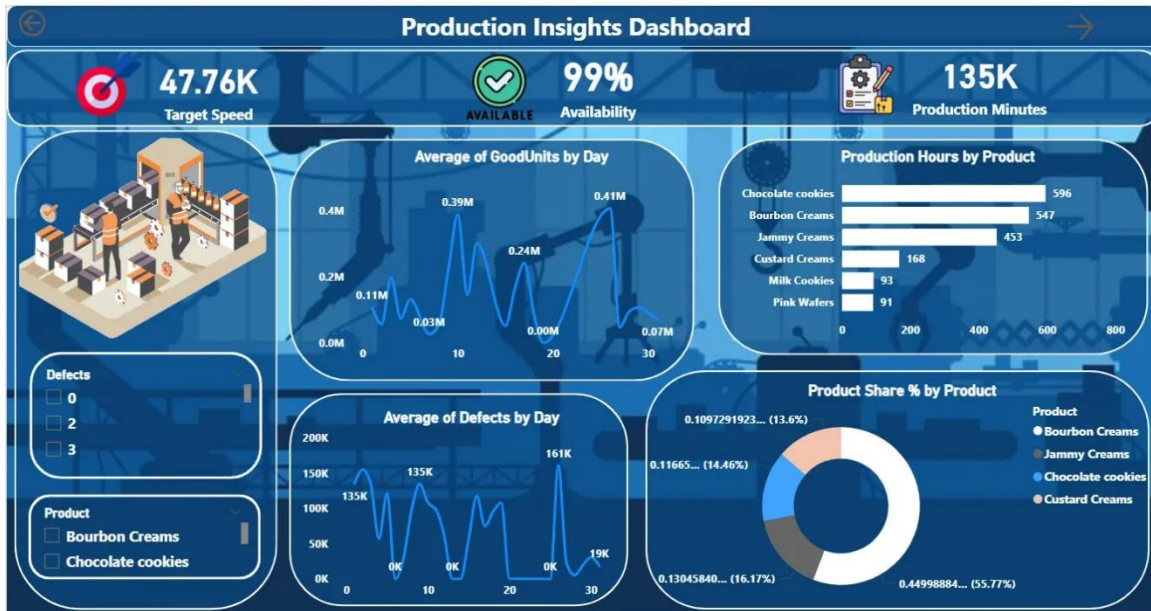 Production Insights Dashboard
47.76K
Target Speed
AVAILABLE
99%
Availability
135K
Production Minutes
Defects
0
2
3
Product
Bourbon Creams
Chocolate cookies
Average of GoodUnits by Day
0.4M
0.2M
0.0M
0.11M
0.03M
0.39M
0.24M
0.00M
0.41M
0.07M
0 10 20 30
Average of Defects by Day
200K
150K
100K
50K
0K
135K
0K
135K
0K
0K
161K
19K
0 10 20 30
Production Hours by Product
Chocolate cookies 596
Bourbon Creams 547
Jammy Creams 453
Custard Creams 168
Milk Cookies 93
Pink Wafers 91
0 200 400 600 800
Product Share % by Product
0.1097291923... (13.6%)
0.11665... (14.46%)
0.13045840... (16.17%)
0.44998884... (55.77%)
Product
Bourbon Creams
Jammy Creams
Chocolate cookies
Custard Creams